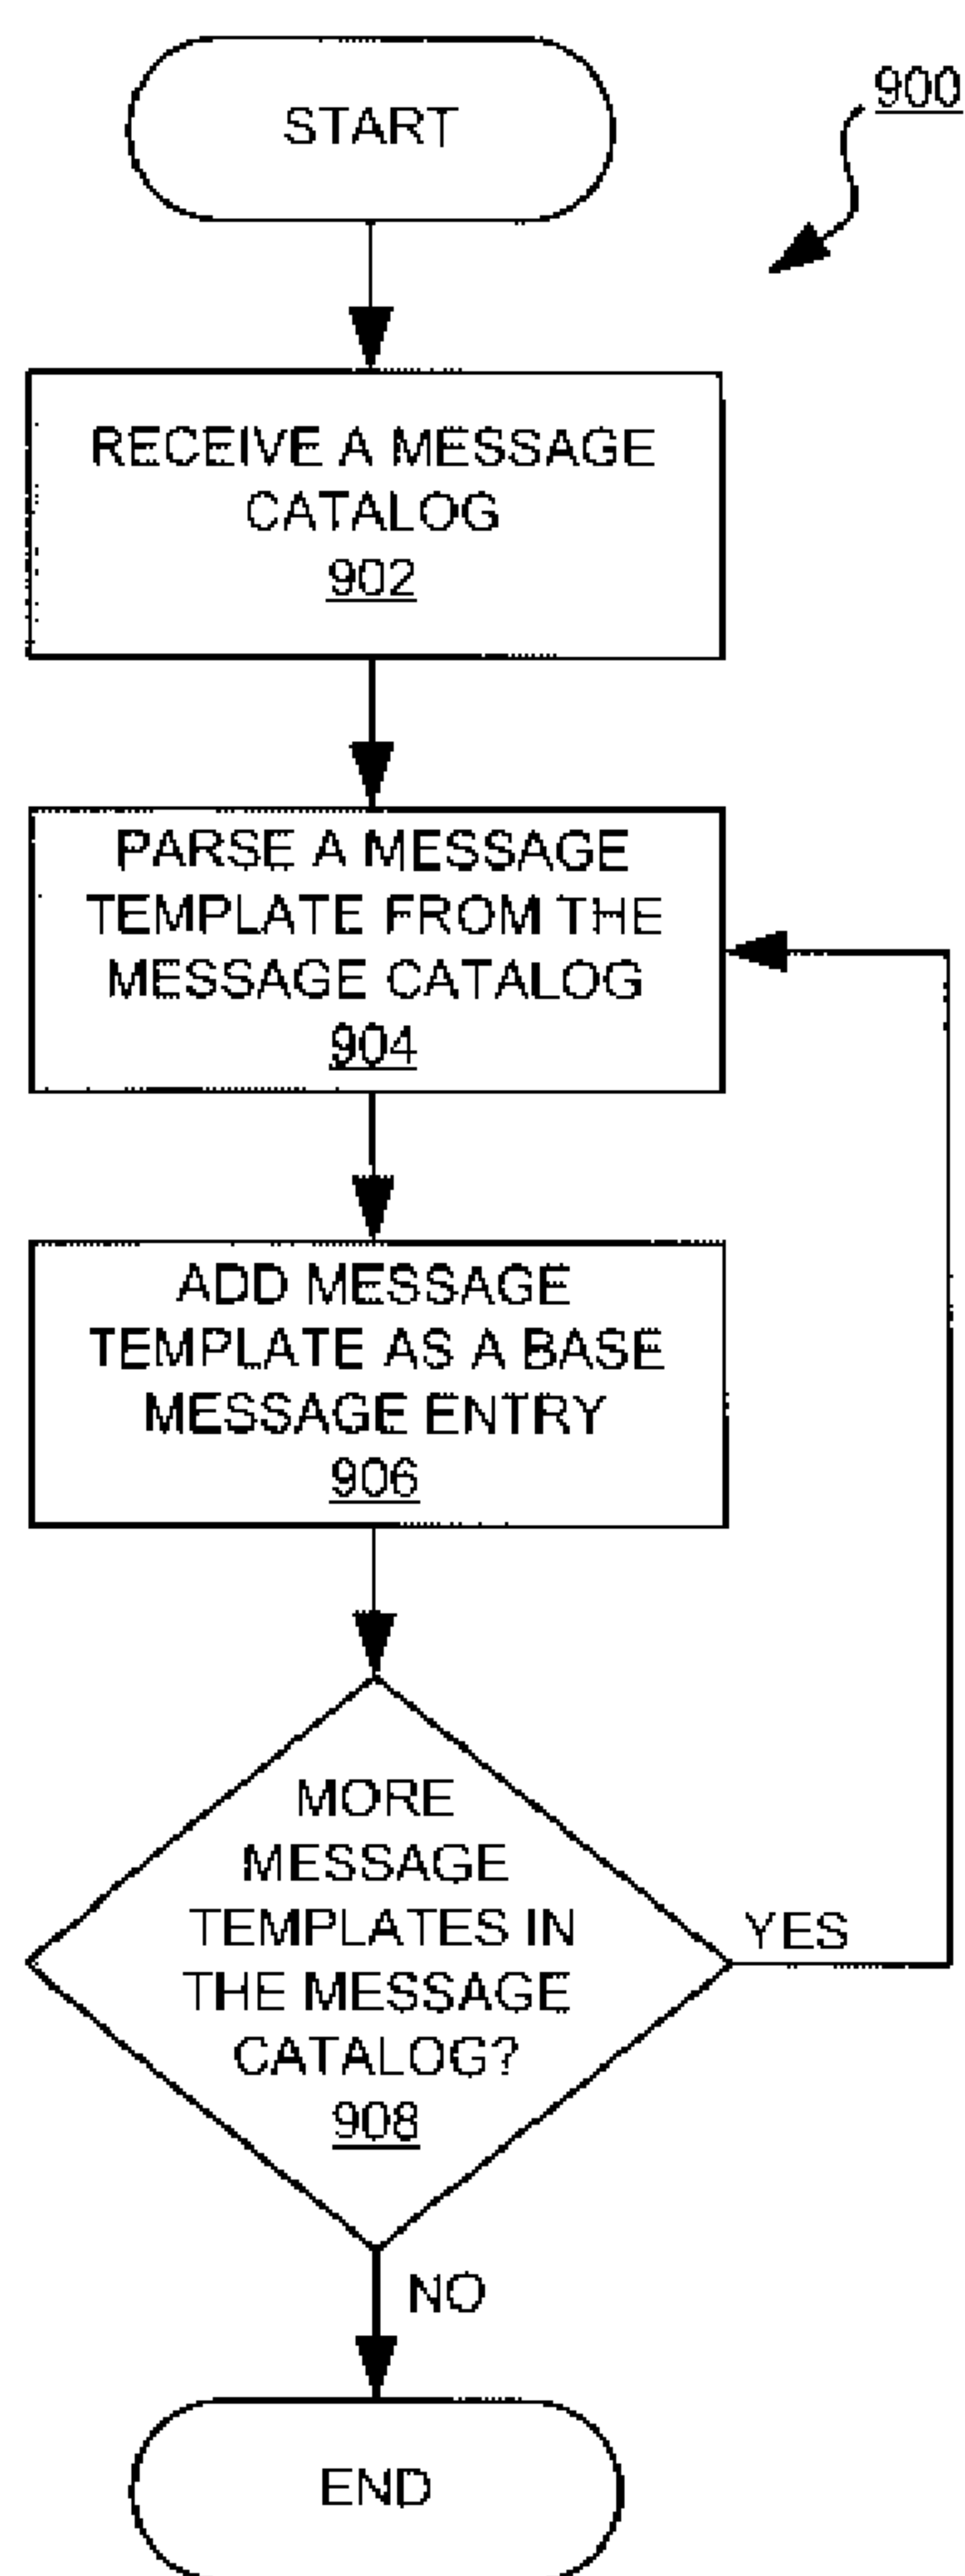 START
900
RECEIVE A MESSAGE
CATALOG
902
PARSE A MESSAGE
TEMPLATE FROM THE
MESSAGE CATALOG
904
ADD MESSAGE
TEMPLATE AS A BASE
MESSAGE ENTRY
906
MORE
MESSAGE
TEMPLATES IN
THE MESSAGE
CATALOG?
908
YES
NO
END